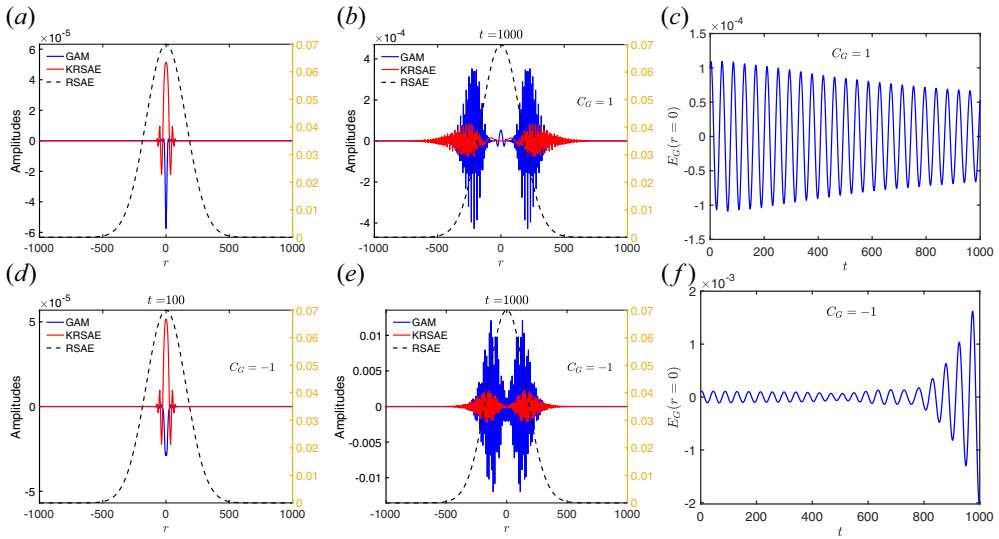 (a)
×10⁻⁵
6
4
2
0
-2
-4
-6
Amplitudes
GAM
KRSAE
RSAE
0.07
0.06
0.05
0.04
0.03
0.02
0.01
0
-1000 -500 0 500 1000
r
(b)
×10⁻⁴
t=1000
4
2
0
-2
-4
Amplitudes
GAM
KRSAE
RSAE
C_G = 1
0.07
0.06
0.05
0.04
0.03
0.02
0.01
0
-1000 -500 0 500 1000
r
(c)
×10⁻⁴
1.5
1
0.5
0
-0.5
-1
-1.5
E_G(r = 0)
C_G = 1
0 200 400 600 800 1000
t
(d)
×10⁻⁵
t=100
5
0
-5
Amplitudes
GAM
KRSAE
RSAE
C_G = −1
0.07
0.06
0.05
0.04
0.03
0.02
0.01
0
-1000 -500 0 500 1000
r
(e)
t=1000
0.01
0.005
0
-0.005
-0.01
Amplitudes
GAM
KRSAE
RSAE
C_G = −1
0.07
0.06
0.05
0.04
0.03
0.02
0.01
0
-1000 -500 0 500 1000
r
(f)
×10⁻³
2
1
0
-1
-2
E_G(r = 0)
C_G = −1
0 200 400 600 800 1000
t